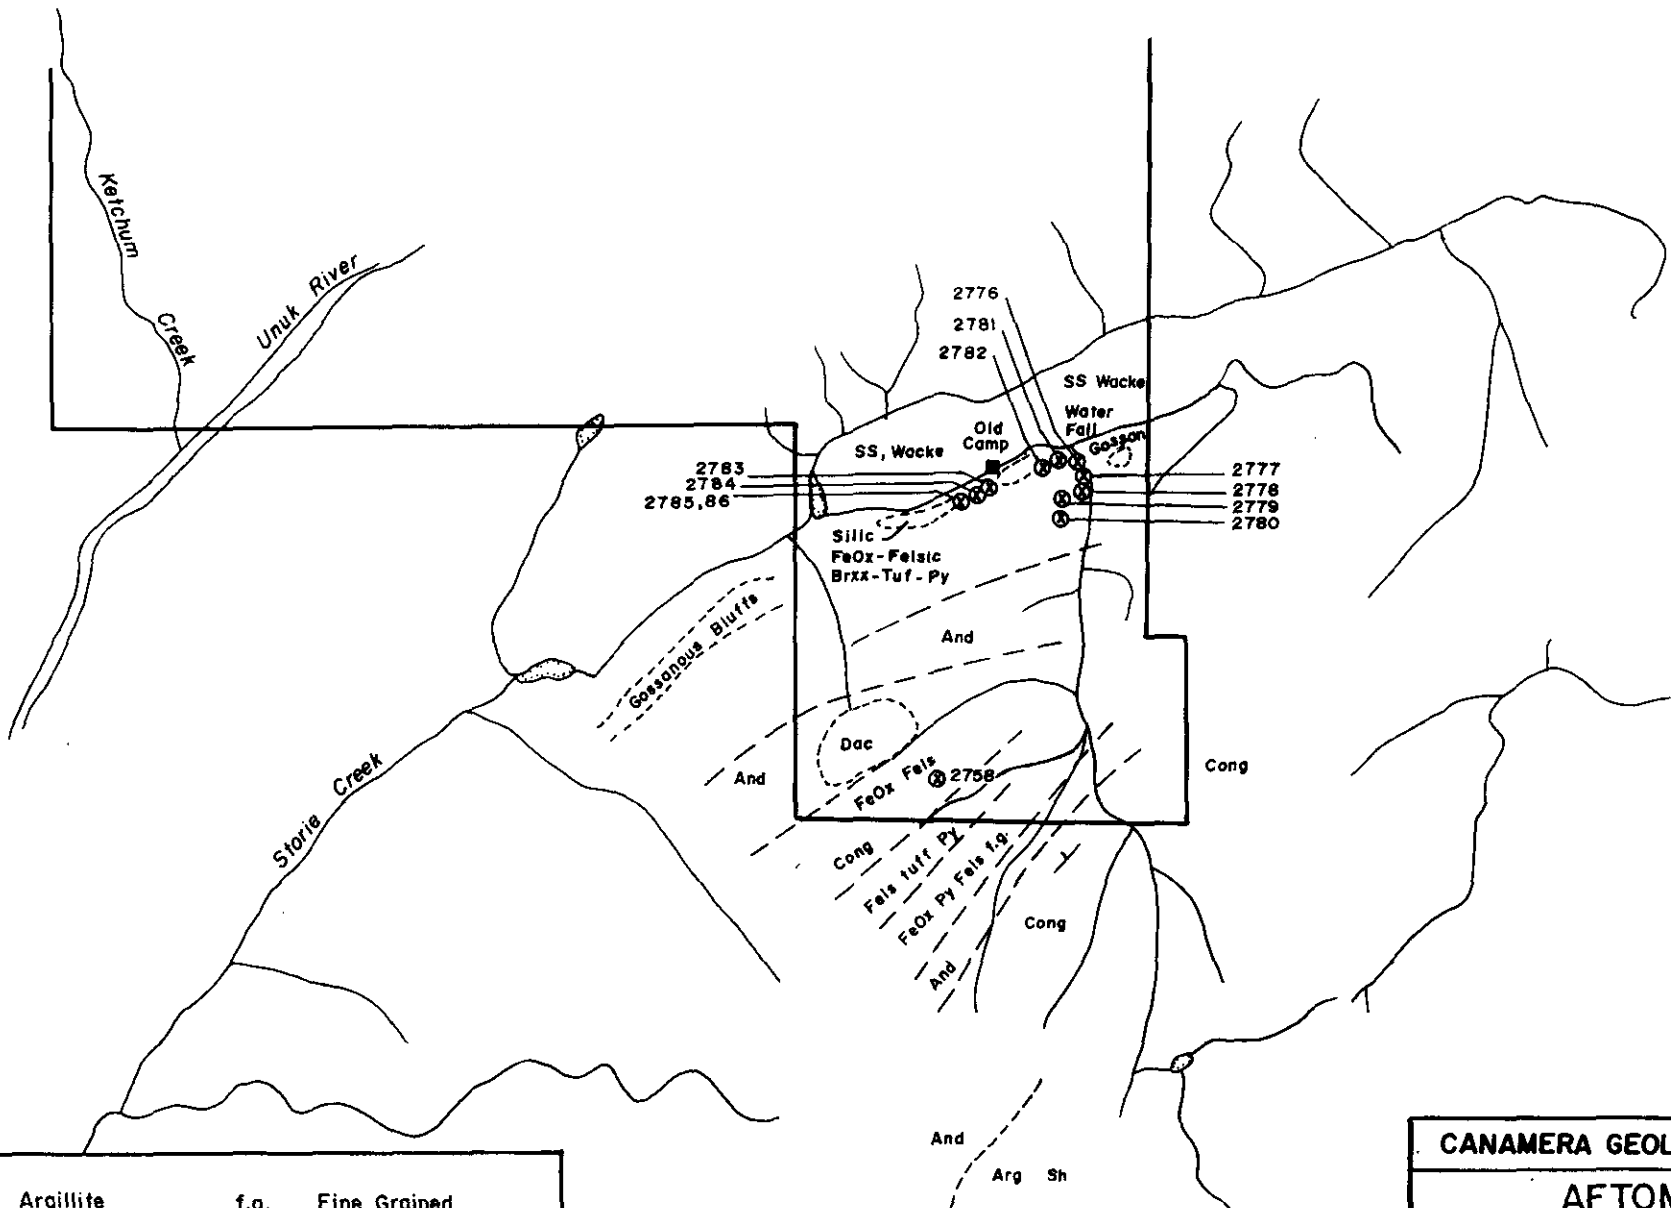 Ketchum
Creek
Unuk River
2776
2781
2782
SS Wacke
Water
Fall
Gossan
Old
Camp
SS, Wacke
2783
2784
2785,86
2777
2778
2779
2780
Silic
FeOx-Felsic
Brxx-Tuf-Py
And
Gossanous Bluffs
Dac
And
FeOx Fels
2758
Cong
Storie Creek
Cong
Fels tuff Py
FeOx Py Fels f.g.
And
Cong
And
Arg Sh
Argillite
f.g. Fine Grained
CANAMERA GEOL